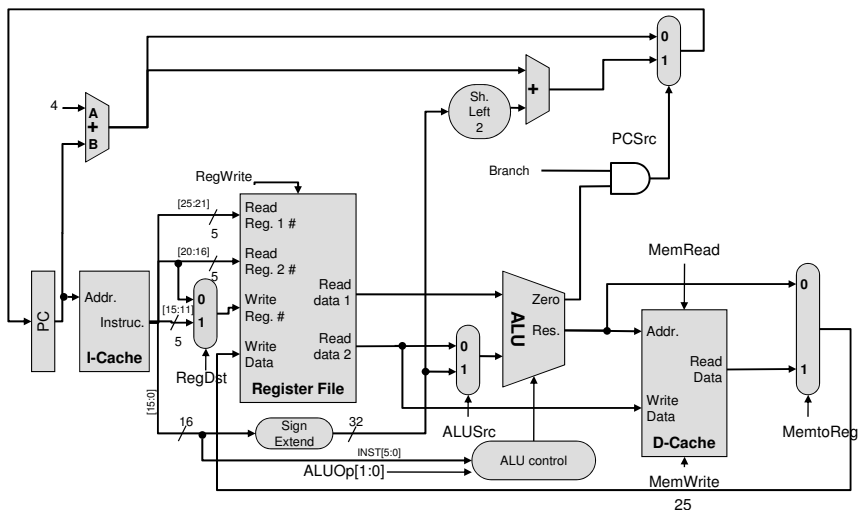 0
1
4
A
+
B
+
Sh.
Left
2
PCSrc
Branch
RegWrite
[25:21]
5
Read
Reg. 1 #
[20:16]
5
Read
Reg. 2 #
Write
Reg. #
Write
Data
Read
data 1
Read
data 2
Register File
PC
Addr.
Instruc.
I-Cache
[15:11]
5
0
1
RegDst
[15:0]
16
Sign
Extend
32
INST[5:0]
ALUOp[1:0]
ALU control
0
1
ALUSrc
ALU
Zero
Res.
MemRead
Addr.
Read
Data
Write
Data
D-Cache
MemWrite
0
1
MemtoReg
25